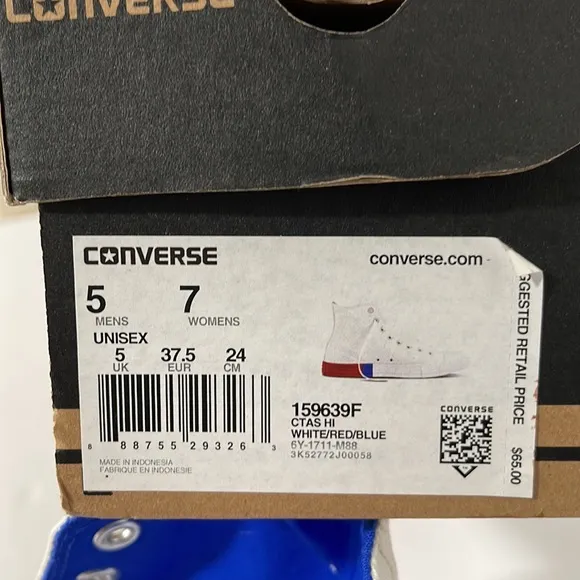 CONVERSE
CONVERSE
converse.com
5 7
MENS WOMENS
UNISEX
5 37.5 24
UK EUR CM
8 88755 29326 3
MADE IN INDONESIA
FABRIQUE EN INDONESIE
159639F
CTAS HI
WHITE/RED/BLUE
6Y-1711-M88
3K52772J00058
CONVERSE
GGESTED RETAIL PRICE
$65.00